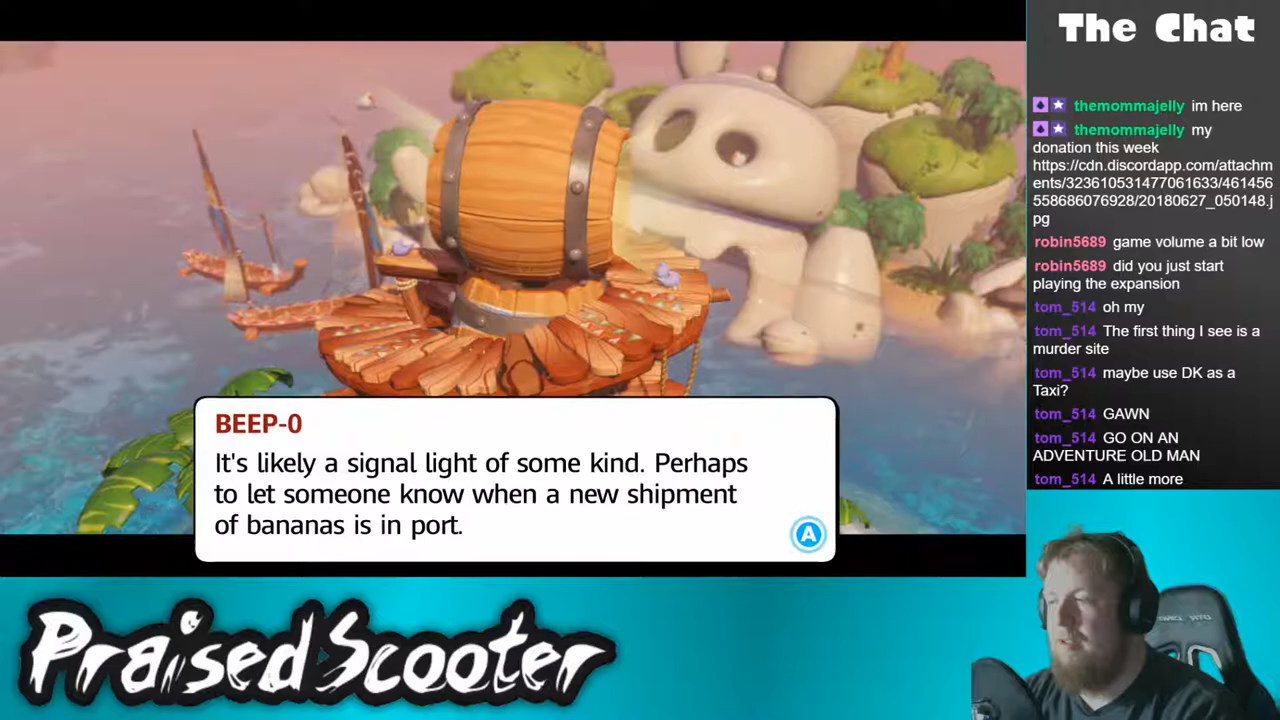 The Chat
themommajelly im here
themommajelly my
donation this week
https://cdn.discordapp.com/attachm
ents/323610531477061633/461456
558686076928/20180627_050148.j
pg
robin5689 game volume a bit low
robin5689 did you just start
playing the expansion
tom_514 oh my
tom_514 The first thing I see is a
murder site
tom_514 maybe use DK as a
Taxi?
tom_514 GAWN
tom_514 GO ON AN
ADVENTURE OLD MAN
tom_514 A little more
BEEP-0
It's likely a signal light of some kind. Perhaps
to let someone know when a new shipment
of bananas is in port.
A
PraisedScooter